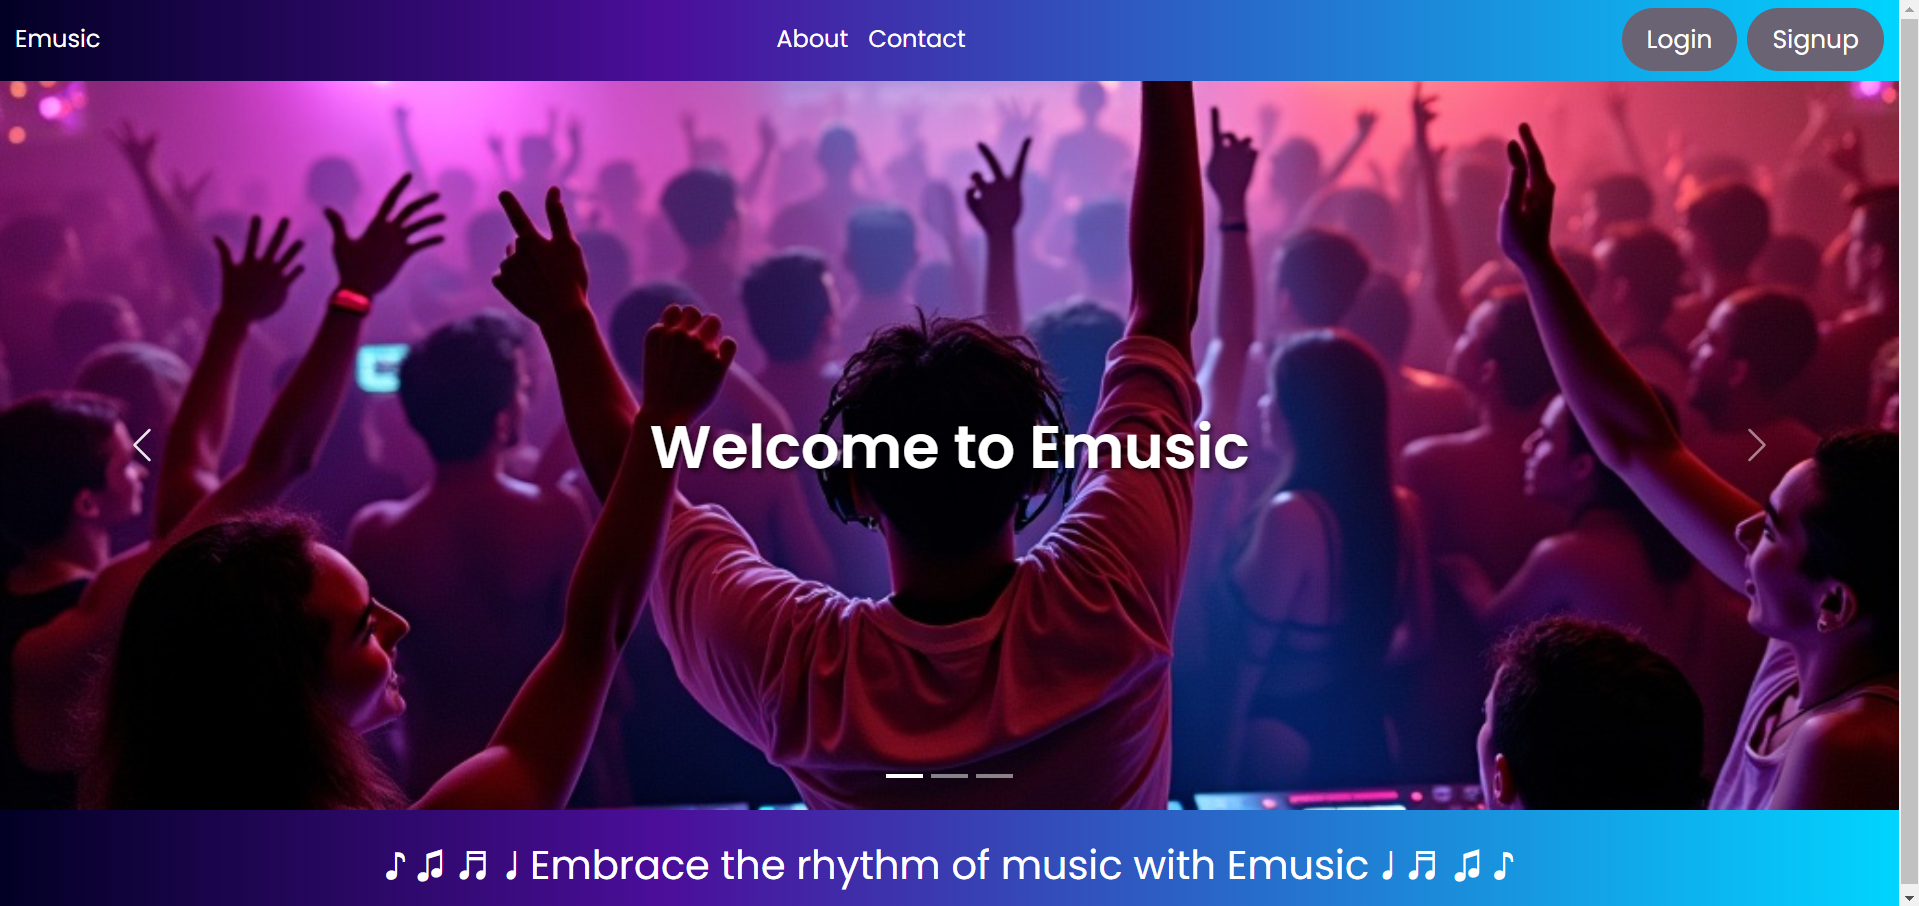 Emusic
About Contact
Login Signup
Welcome to Emusic
♪ ♫ ♬ ♩ Embrace the rhythm of music with Emusic ♩ ♬ ♫ ♪